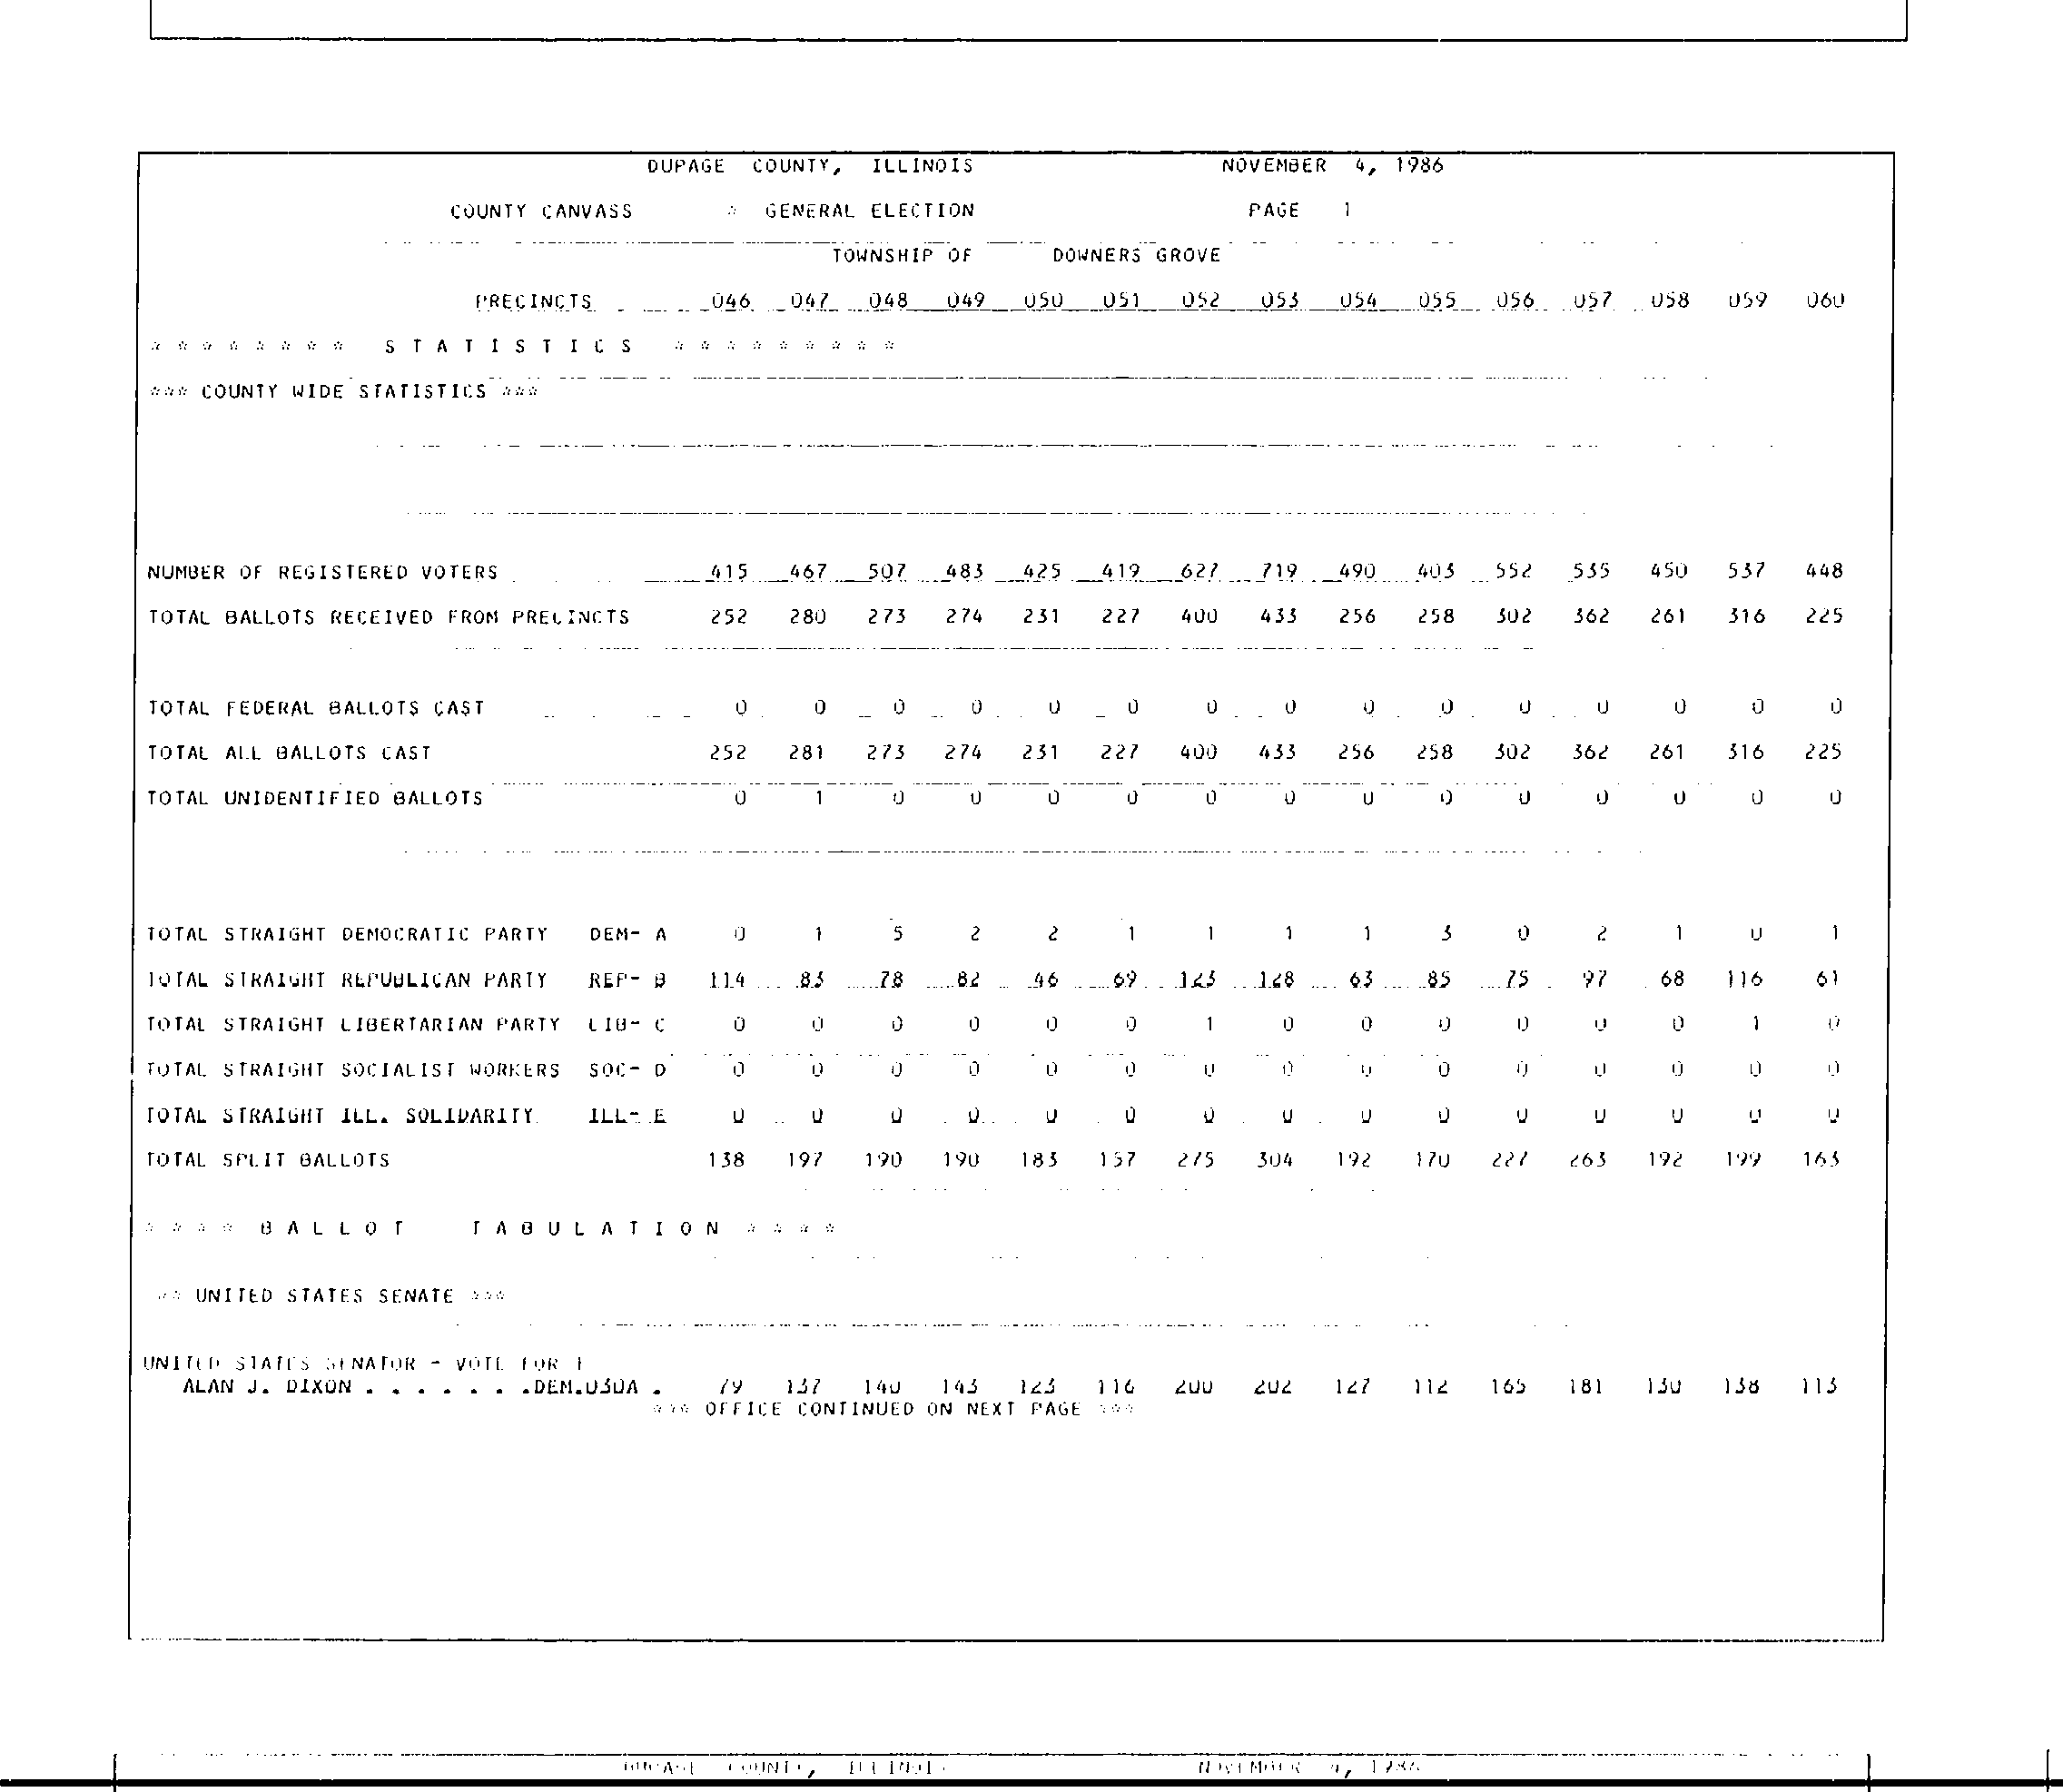 DUPAGE COUNTY, ILLINOIS NOVEMBER 4, 1986
COUNTY CANVASS * GENERAL ELECTION PAGE 1
TOWNSHIP OF DOWNERS GROVE
PRECINCTS 046 047 048 049 050 051 052 053 054 055 056 057 058 059 060
* * * * * * * * S T A T I S T I C S * * * * * * * * *
*** COUNTY WIDE STATISTICS ***
NUMBER OF REGISTERED VOTERS 415 467 507 483 425 419 627 719 490 403 552 535 450 537 448
TOTAL BALLOTS RECEIVED FROM PRECINCTS 252 280 273 274 231 227 400 433 256 258 302 362 261 316 225
TOTAL FEDERAL BALLOTS CAST 0 0 0 0 0 0 0 0 0 0 0 0 0 0 0
TOTAL ALL BALLOTS CAST 252 281 273 274 231 227 400 433 256 258 302 362 261 316 225
TOTAL UNIDENTIFIED BALLOTS 0 1 0 0 0 0 0 0 0 0 0 0 0 0 0
TOTAL STRAIGHT DEMOCRATIC PARTY DEM- A 0 1 5 2 2 1 1 1 1 3 0 2 1 0 1
TOTAL STRAIGHT REPUBLICAN PARTY REP- B 114 83 78 82 46 69 123 128 63 85 75 97 68 116 61
TOTAL STRAIGHT LIBERTARIAN PARTY LIB- C 0 0 0 0 0 0 1 0 0 0 0 0 0 1 0
TOTAL STRAIGHT SOCIALIST WORKERS SOC- D 0 0 0 0 0 0 0 0 0 0 0 0 0 0 0
TOTAL STRAIGHT ILL. SOLIDARITY ILL- E 0 0 0 0 0 0 0 0 0 0 0 0 0 0 0
TOTAL SPLIT BALLOTS 138 197 190 190 183 157 275 304 192 170 227 263 192 199 163
* * * * B A L L O T T A B U L A T I O N * * * *
** UNITED STATES SENATE ***
UNITED STATES SENATOR - VOTE FOR 1
ALAN J. DIXON . . . . . . .DEM.030A . 79 137 140 143 123 116 200 202 127 112 165 181 130 138 113
*** OFFICE CONTINUED ON NEXT PAGE ***
DUPAGE COUNTY, ILLINOIS NOVEMBER 4, 1986